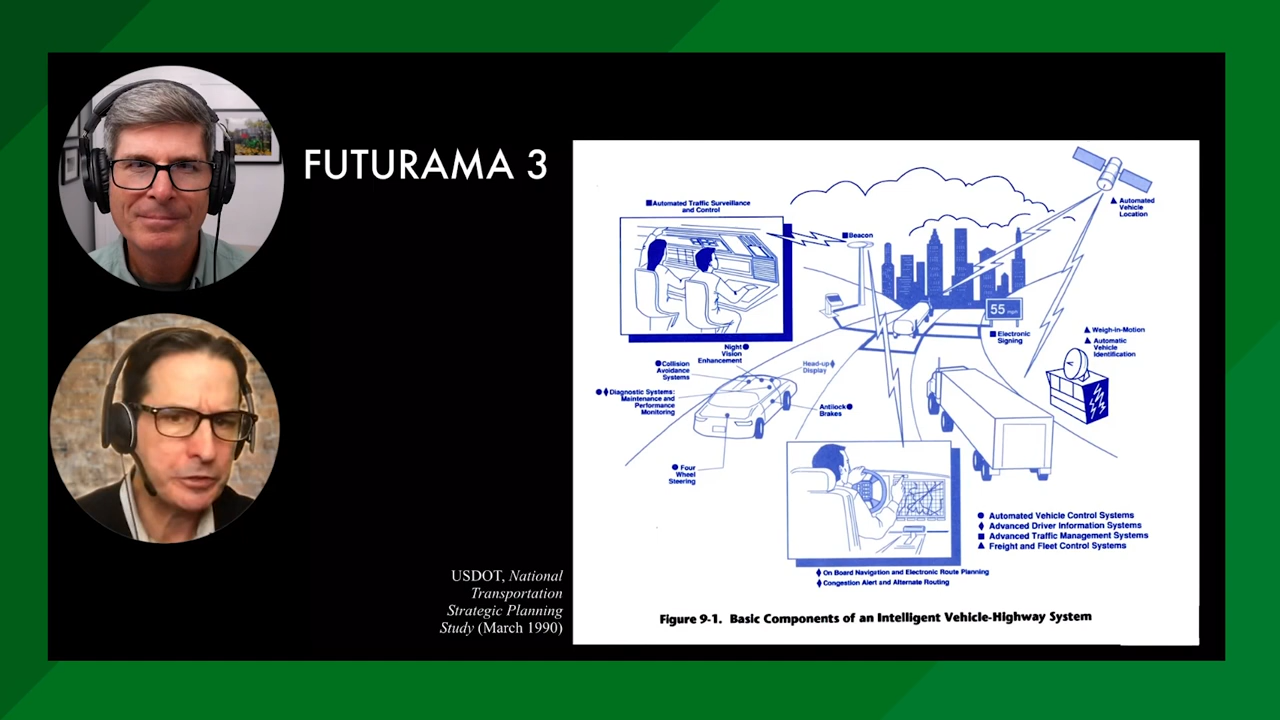 FUTURAMA 3
■Automated Traffic Surveillance
and Control
■Beacon
▲ Automated
Vehicle
Location
55 mph
■Electronic
Signing
▲ Weigh-in-Motion
▲ Automatic
Vehicle
Identification
Night●
Vision
Enhancement
●Collision
Avoidance
Systems
Head-up♦
Display
●♦Diagnostic Systems:
Maintenance and
Performance
Monitoring
Antilock●
Brakes
●Four
Wheel
Steering
● Automated Vehicle Control Systems
♦ Advanced Driver Information Systems
■ Advanced Traffic Management Systems
▲ Freight and Fleet Control Systems
♦On Board Navigation and Electronic Route Planning
♦Congestion Alert and Alternate Routing
Figure 9-1. Basic Components of an Intelligent Vehicle-Highway System
USDOT, National
Transportation
Strategic Planning
Study (March 1990)